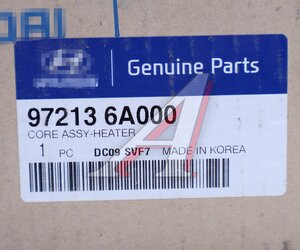 Genuine Parts
97213 6A000
CORE ASSY-HEATER
1 PC DC09 SVF7 MADE IN KOREA